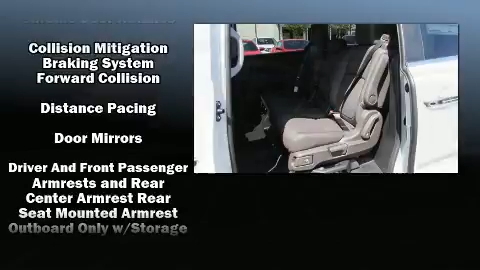 Collision Mitigation
Braking System
Forward Collision
Distance Pacing
Door Mirrors
Driver And Front Passenger
Armrests and Rear
Center Armrest Rear
Seat Mounted Armrest
Outboard Only w/Storage